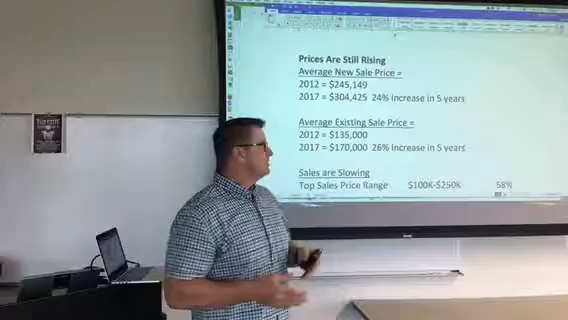 Prices Are Still Rising
Average New Sale Price =
2012 = $245,149
2017 = $304,425 24% increase in 5 years
Average Existing Sale Price =
2012 = $135,000
2017 = $170,000 26% increase in 5 years
Sales are Slowing
Top Sales Price Range $100K-$250K 58%